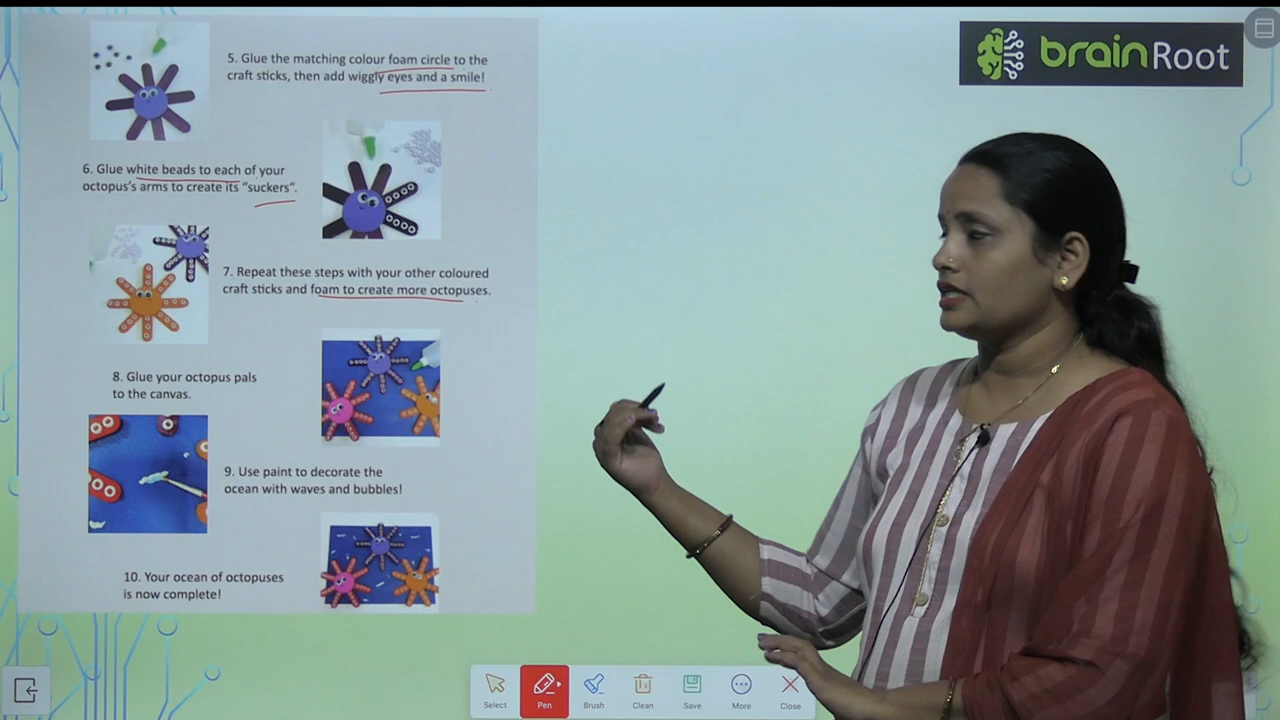 brainRoot
5. Glue the matching colour foam circle to the
craft sticks, then add wiggly eyes and a smile!
6. Glue white beads to each of your
octopus's arms to create its “suckers”.
7. Repeat these steps with your other coloured
craft sticks and foam to create more octopuses.
8. Glue your octopus pals
to the canvas.
9. Use paint to decorate the
ocean with waves and bubbles!
10. Your ocean of octopuses
is now complete!
Select
Pen
Brush
Clean
Save
More
Close